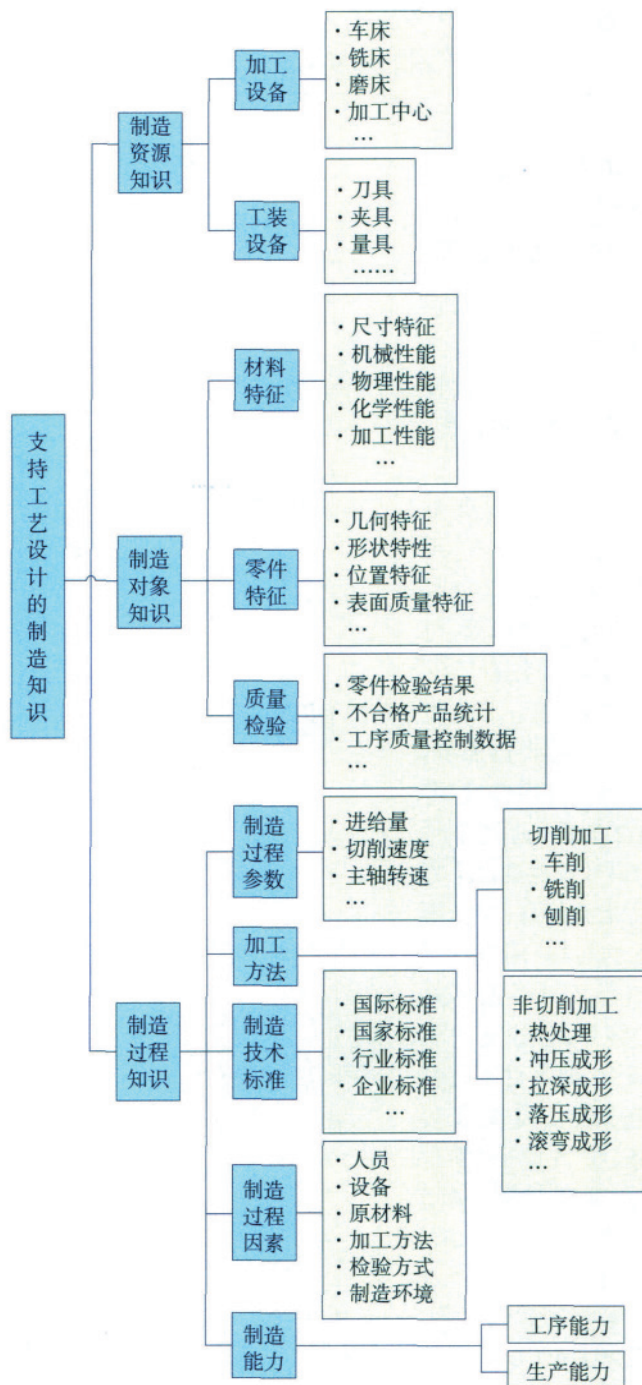 支持工艺设计的制造知识
制造
资源
知识
加工
设备
·车床
·铣床
·磨床
·加工中心
…
工装
设备
·刀具
·夹具
·量具
……
制造
对象
知识
材料
特征
·尺寸特征
·机械性能
·物理性能
·化学性能
·加工性能
…
零件
特征
·几何特征
·形状特性
·位置特征
·表面质量特征
…
质量
检验
·零件检验结果
·不合格产品统计
·工序质量控制数据
…
制造
过程
知识
制造
过程
参数
·进给量
·切削速度
·主轴转速
…
加工
方法
切削加工
·车削
·铣削
·刨削
…
非切削加工
·热处理
·冲压成形
·拉深成形
·落压成形
·滚弯成形
…
制造
技术
标准
·国际标准
·国家标准
·行业标准
·企业标准
…
制造
过程
因素
·人员
·设备
·原材料
·加工方法
·检验方式
·制造环境
制造
能力
工序能力
生产能力